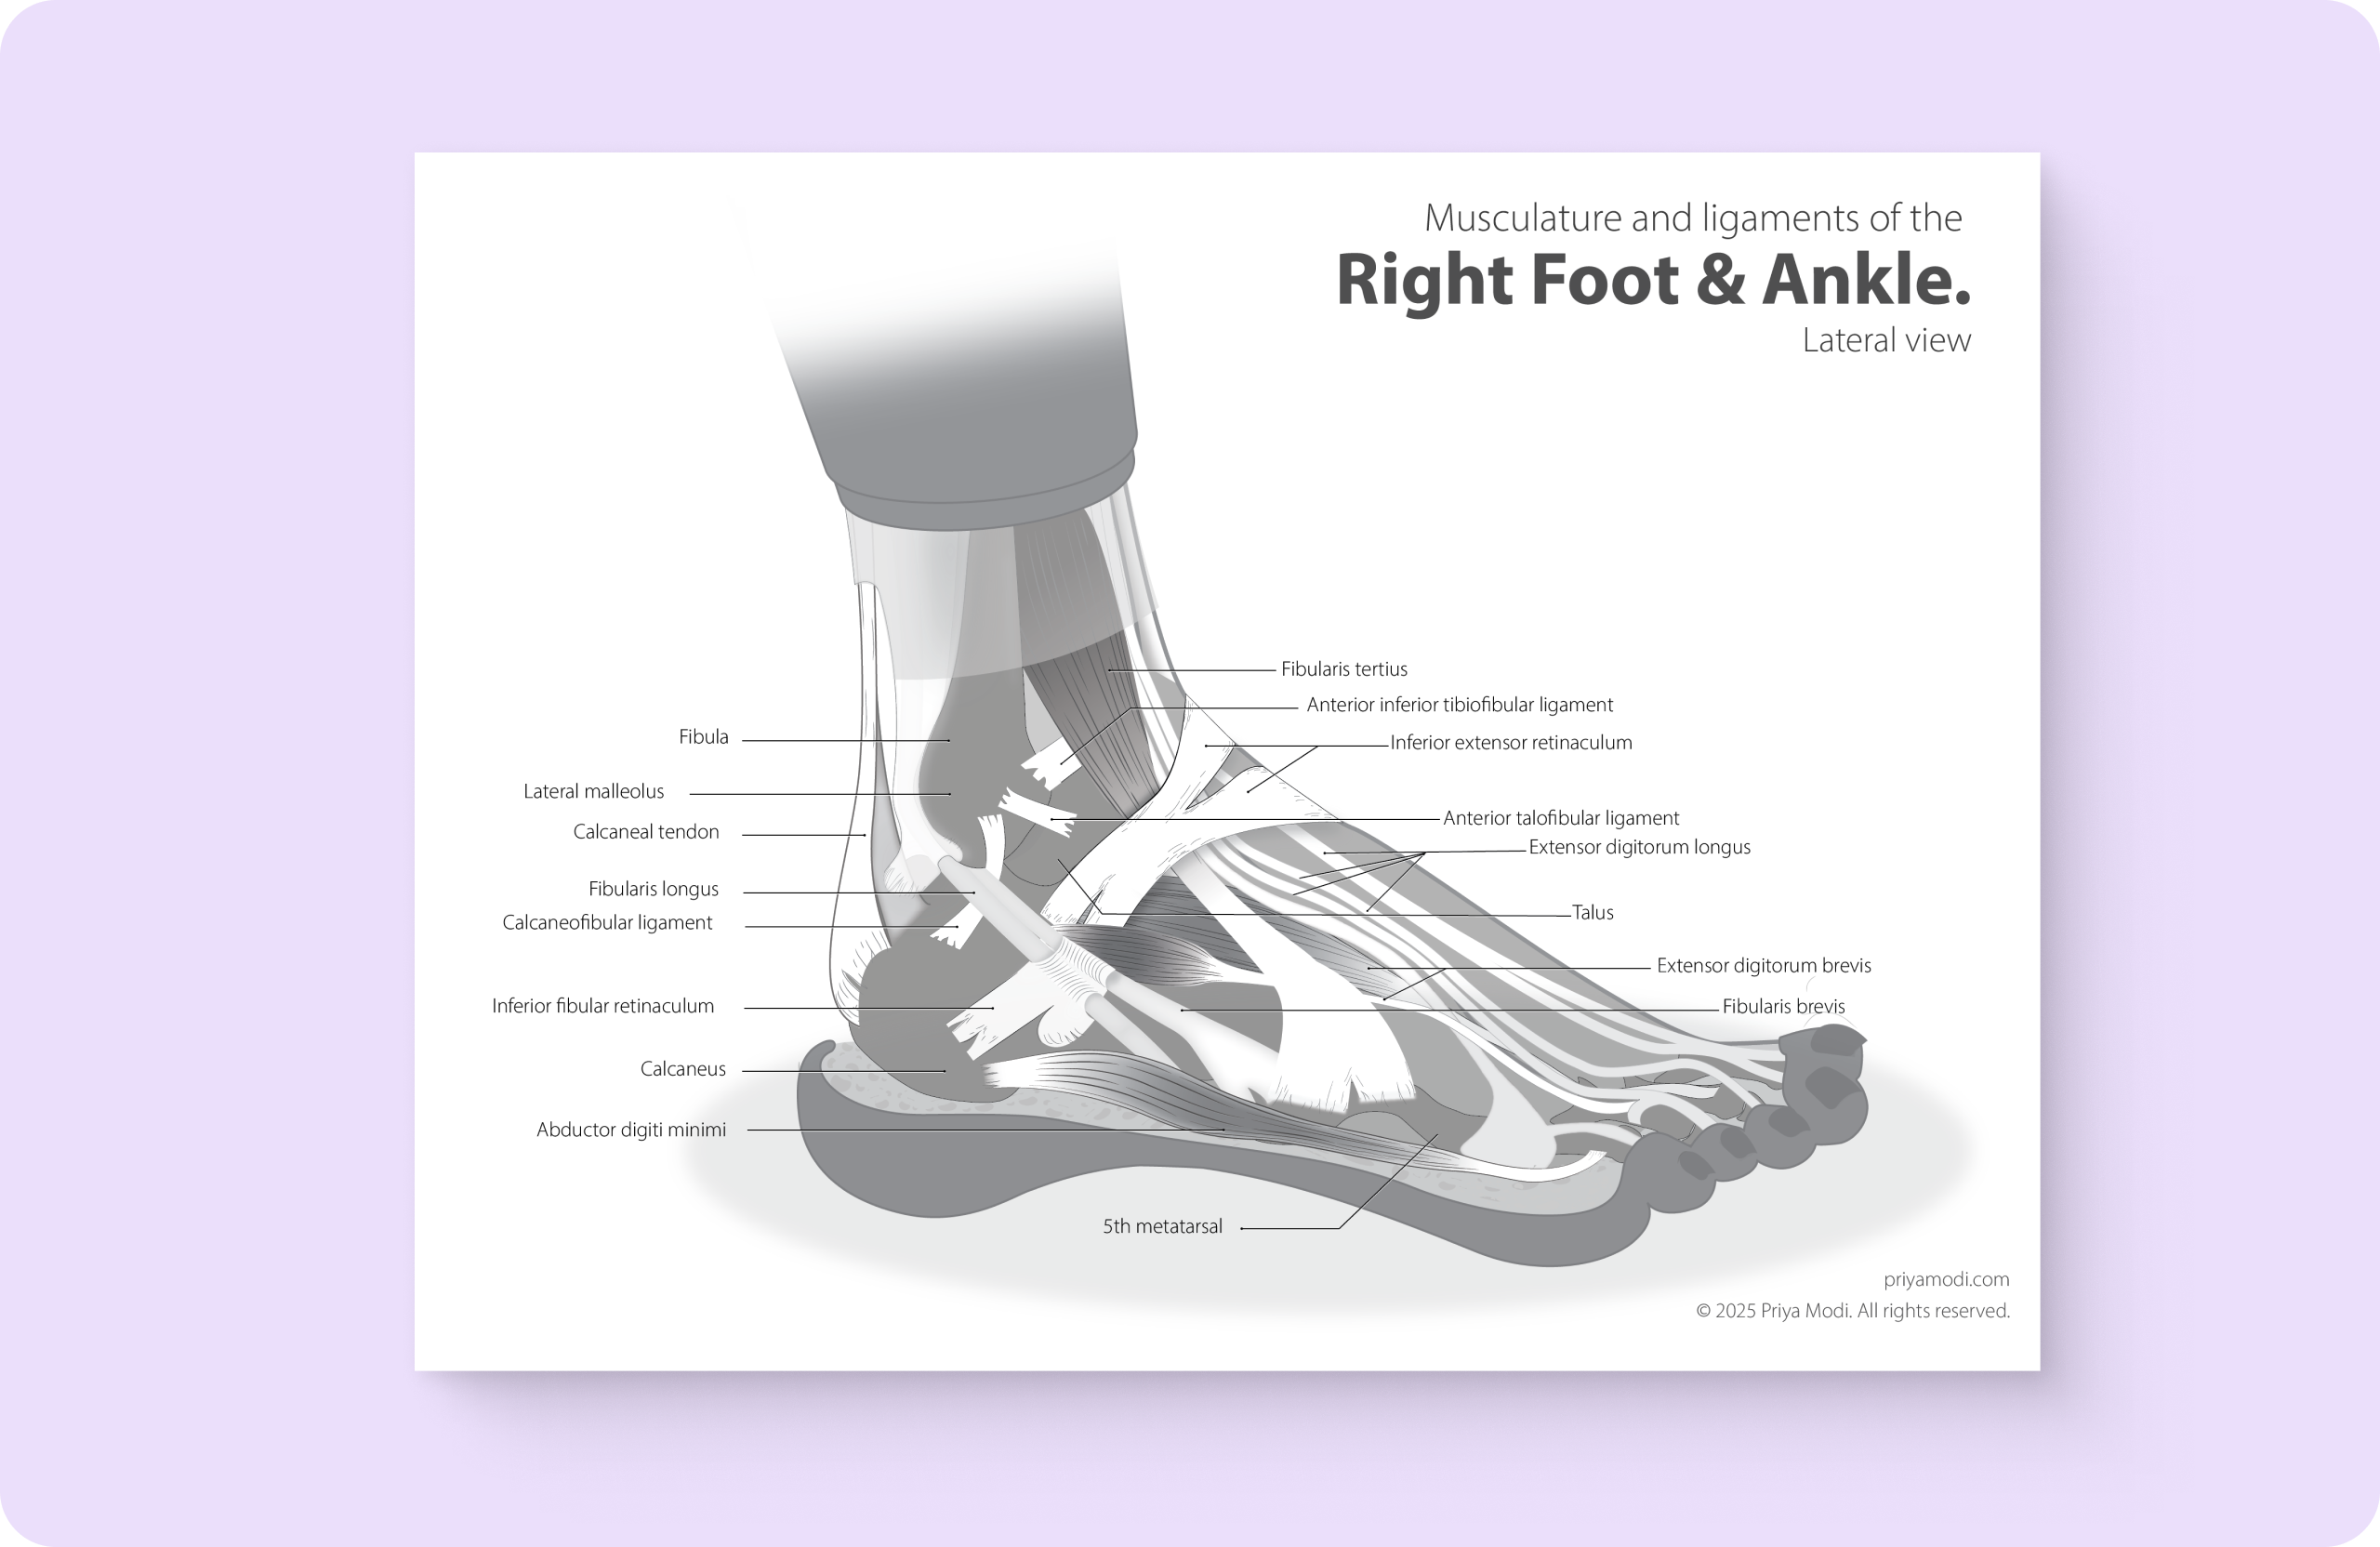 Musculature and ligaments of the
Right Foot & Ankle.
Lateral view
Fibularis tertius
Anterior inferior tibiofibular ligament
Inferior extensor retinaculum
Anterior talofibular ligament
Extensor digitorum longus
Talus
Extensor digitorum brevis
Fibularis brevis
Fibula
Lateral malleolus
Calcaneal tendon
Fibularis longus
Calcaneofibular ligament
Inferior fibular retinaculum
Calcaneus
Abductor digiti minimi
5th metatarsal
priyamodi.com
© 2025 Priya Modi. All rights reserved.